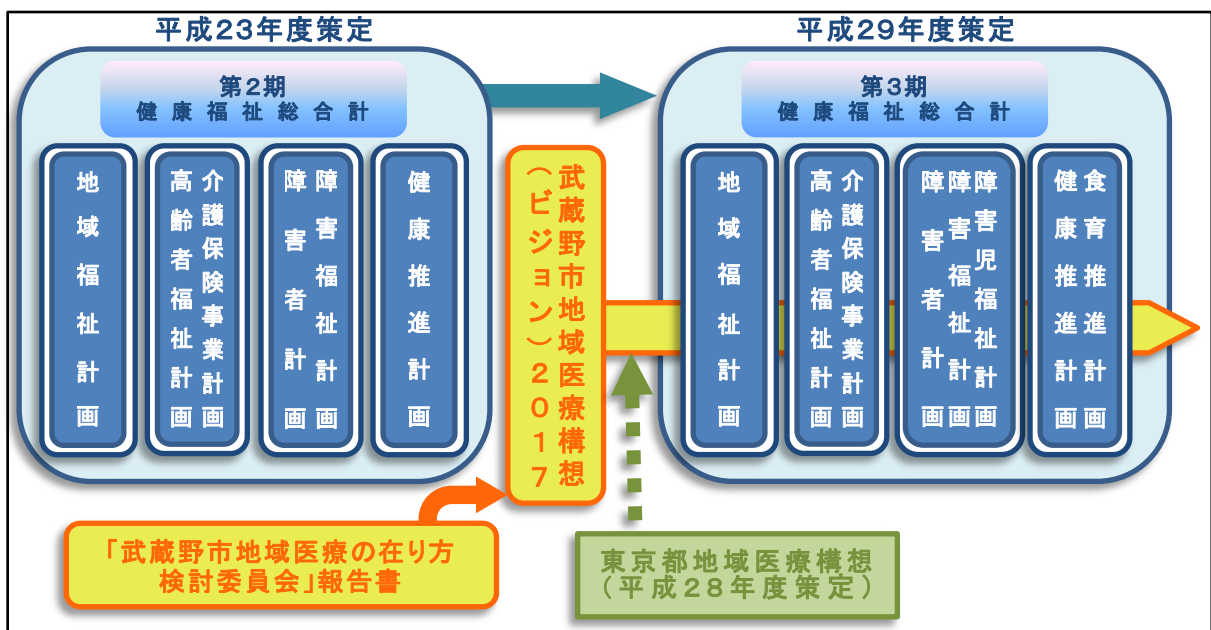 平成23年度策定
第2期
健康福祉総合計
地域福祉計画
高齢者福祉計画
介護保険事業計画
障害者計画
障害福祉計画
健康推進計画
武蔵野市地域医療構想
（ビジョン）2017
「武蔵野市地域医療の在り方
検討委員会」報告書
平成29年度策定
第3期
健康福祉総合計
地域福祉計画
高齢者福祉計画
介護保険事業計画
障害者計画
障害福祉計画
障害児福祉計画
健康推進計画
食育推進計画
東京都地域医療構想
（平成28年度策定）